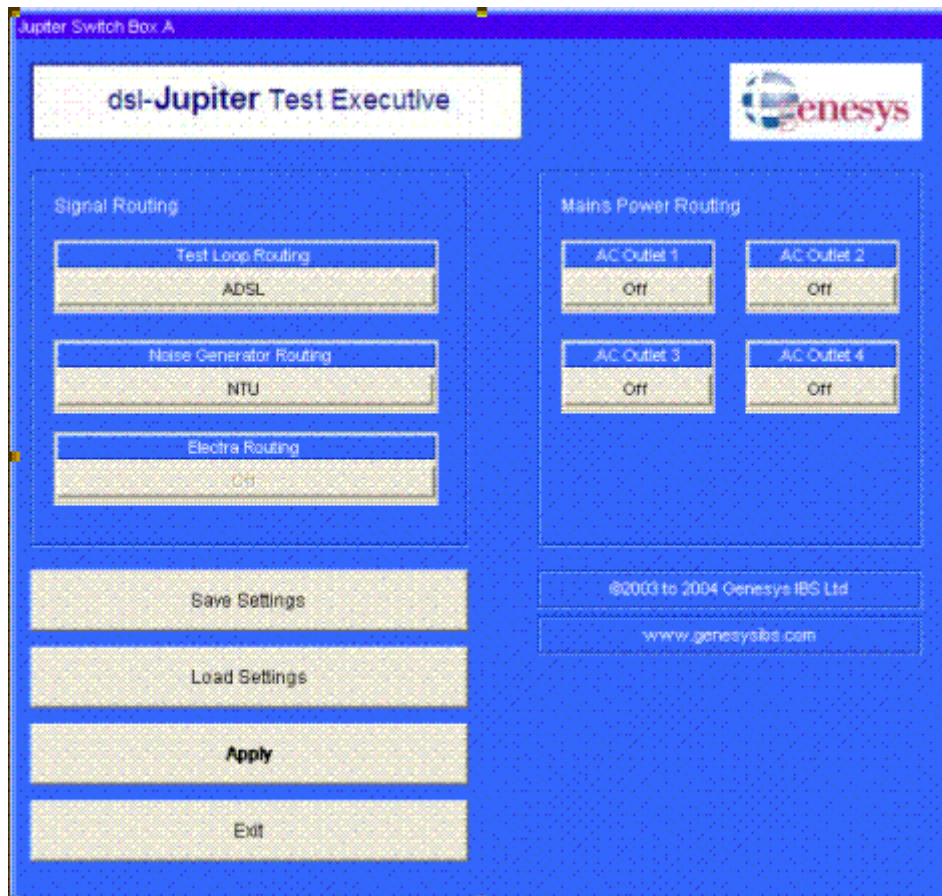 Jupiter Switch Box A
dsl-Jupiter Test Executive
Genesys
Signal Routing
Test Loop Routing
ADSL
Noise Generator Routing
NTU
Electra Routing
Off
Mains Power Routing
AC Outlet 1
Off
AC Outlet 2
Off
AC Outlet 3
Off
AC Outlet 4
Off
Save Settings
Load Settings
Apply
Exit
©2003 to 2004 Genesys IBS Ltd
www.genesysibs.com